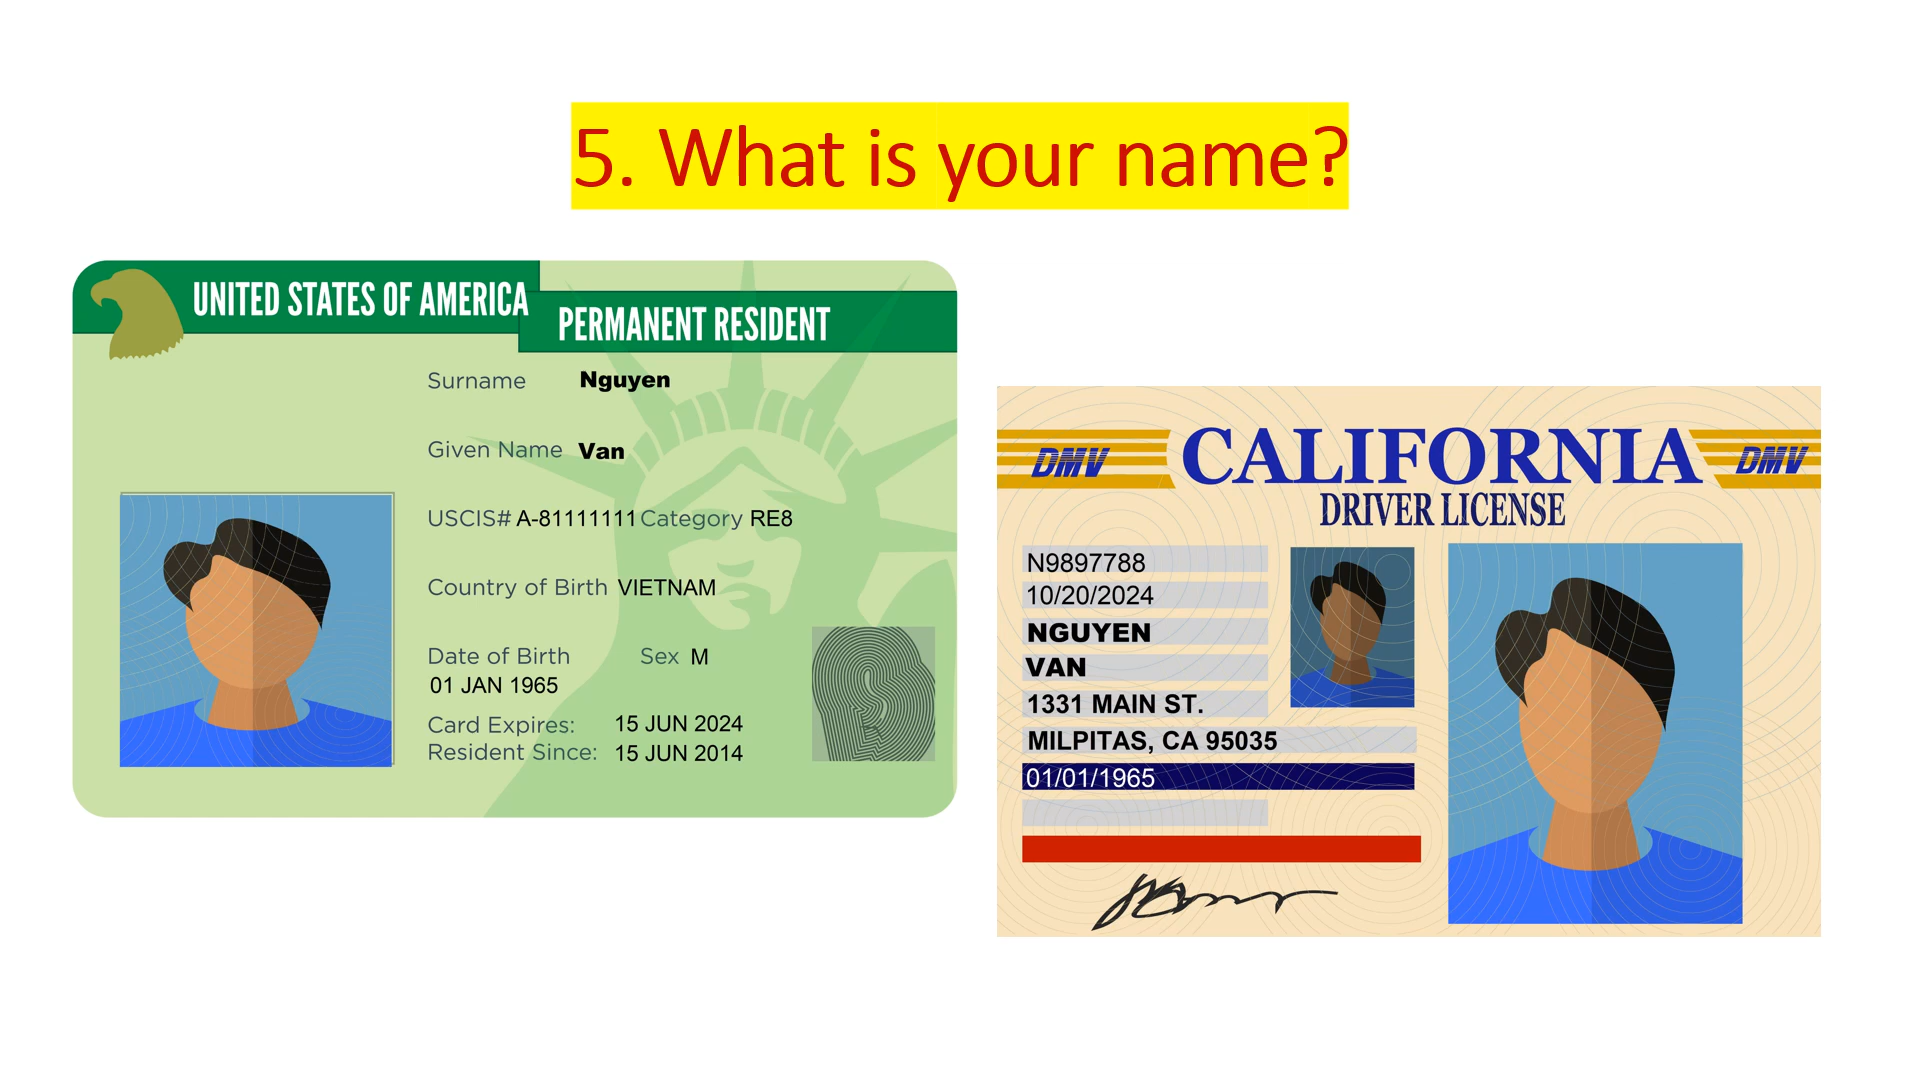 5. What is your name?
UNITED STATES OF AMERICA
PERMANENT RESIDENT
Surname Nguyen
Given Name Van
USCIS# A-81111111 Category RE8
Country of Birth VIETNAM
Date of Birth Sex M
01 JAN 1965
Card Expires: 15 JUN 2024
Resident Since: 15 JUN 2014
DMV CALIFORNIA DMV
DRIVER LICENSE
N9897788
10/20/2024
NGUYEN
VAN
1331 MAIN ST.
MILPITAS, CA 95035
01/01/1965